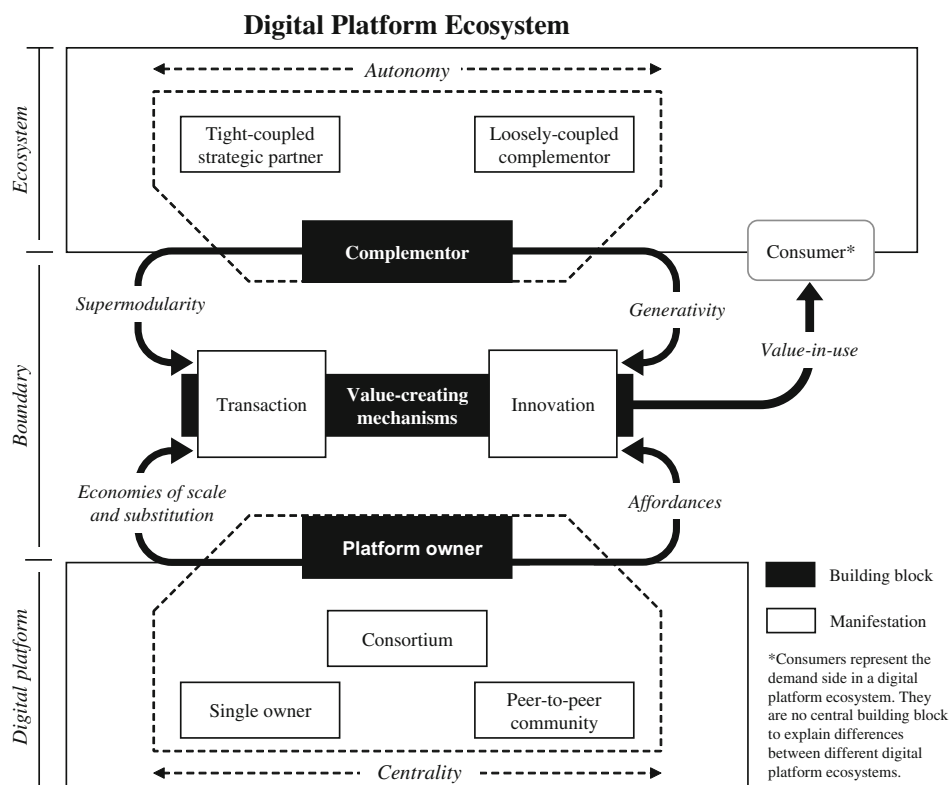 Digital Platform Ecosystem
Ecosystem
Autonomy
Tight-coupled
strategic partner
Loosely-coupled
complementor
Complementor
Consumer*
Boundary
Supermodularity
Generativity
Value-in-use
Transaction
Value-creating
mechanisms
Innovation
Economies of scale
and substitution
Affordances
Platform owner
Digital platform
Consortium
Single owner
Peer-to-peer
community
Centrality
Building block
Manifestation
*Consumers represent the
demand side in a digital
platform ecosystem. They
are no central building block
to explain differences
between different digital
platform ecosystems.